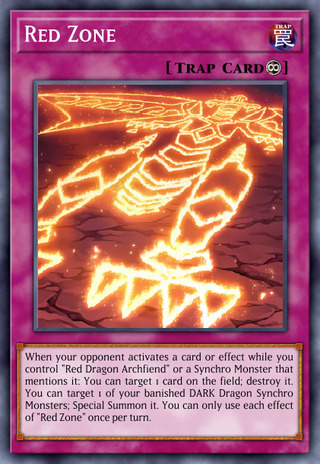 Red Zone
TRAP
罠
[Trap Card]
When your opponent activates a card or effect while you
control "Red Dragon Archfiend" or a Synchro Monster that
mentions it: You can target 1 card on the field; destroy it.
You can target 1 of your banished DARK Dragon Synchro
Monsters; Special Summon it. You can only use each effect
of "Red Zone" once per turn.